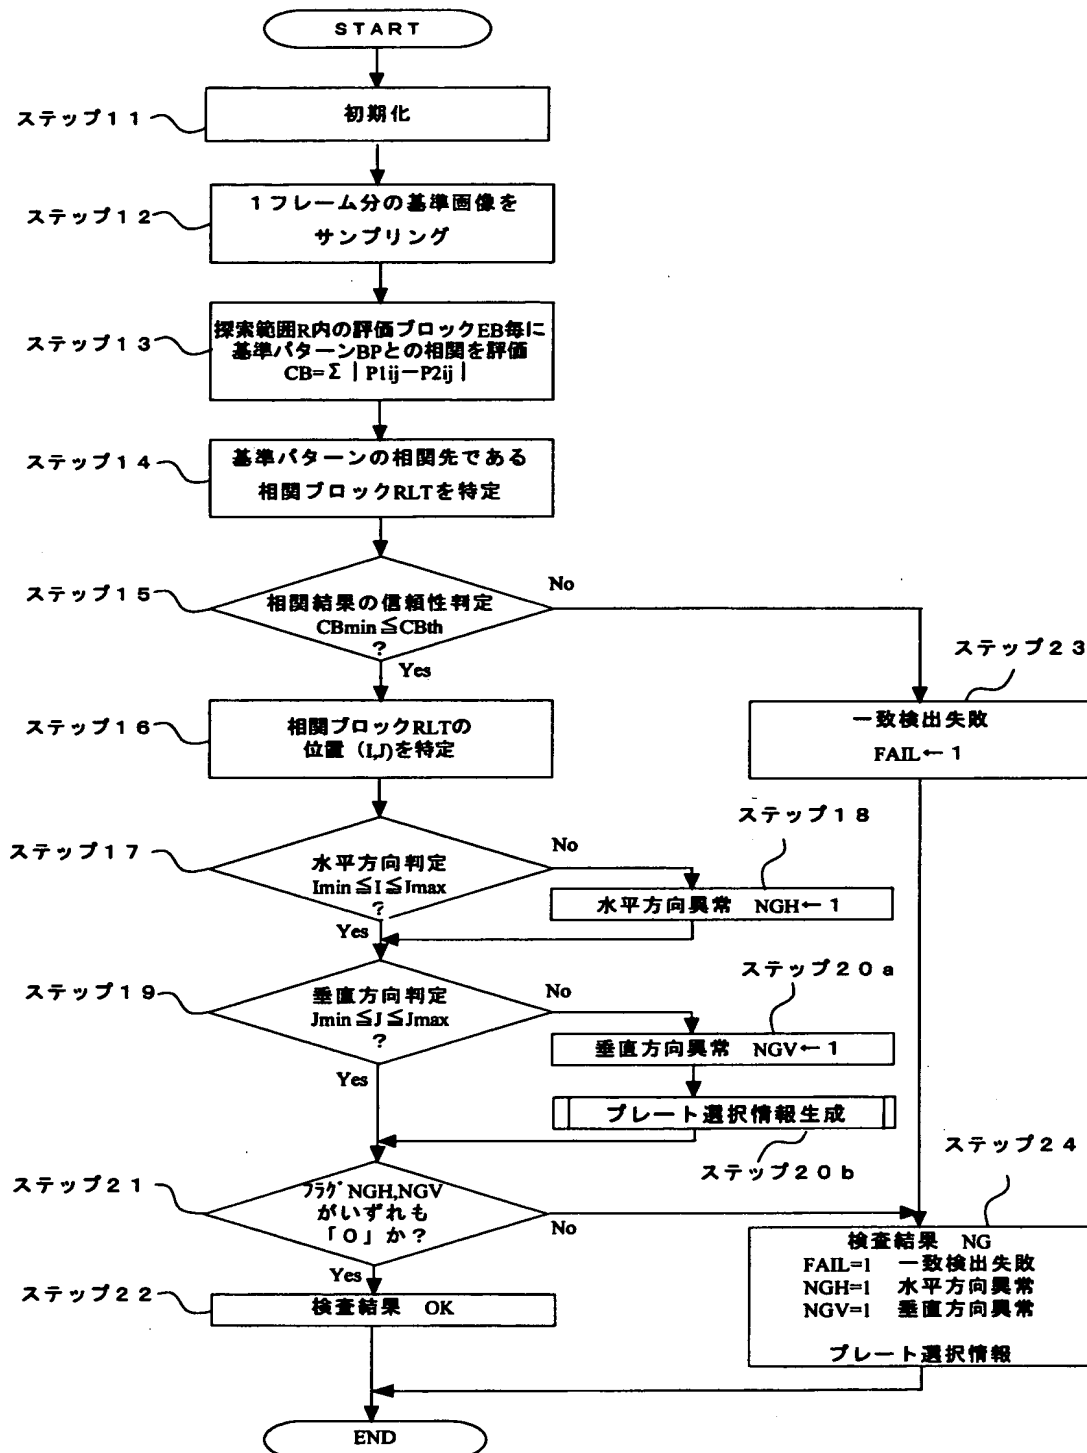 START
ステップ11
初期化
ステップ12
1フレーム分の基準画像を
サンプリング
ステップ13
探索範囲R内の評価ブロックEB毎に
基準パターンBPとの相関を評価
CB=Σ|P1ij－P2ij|
ステップ14
基準パターンの相関先である
相関ブロックRLTを特定
ステップ15
相関結果の信頼性判定
CBmin≦CBth
?
No
Yes
ステップ23
一致検出失敗
FAIL←1
ステップ16
相関ブロックRLTの
位置（I,J)を特定
ステップ17
水平方向判定
Imin≦I≦Jmax
?
No
Yes
ステップ18
水平方向異常 NGH←1
ステップ19
垂直方向判定
Jmin≦J≦Jmax
?
No
Yes
ステップ20a
垂直方向異常 NGV←1
プレート選択情報生成
ステップ20b
ステップ21
フラグNGH,NGV
がいずれも
「0」か?
No
Yes
ステップ24
検査結果 NG
FAIL=1 一致検出失敗
NGH=1 水平方向異常
NGV=1 垂直方向異常
プレート選択情報
ステップ22
検査結果 OK
END